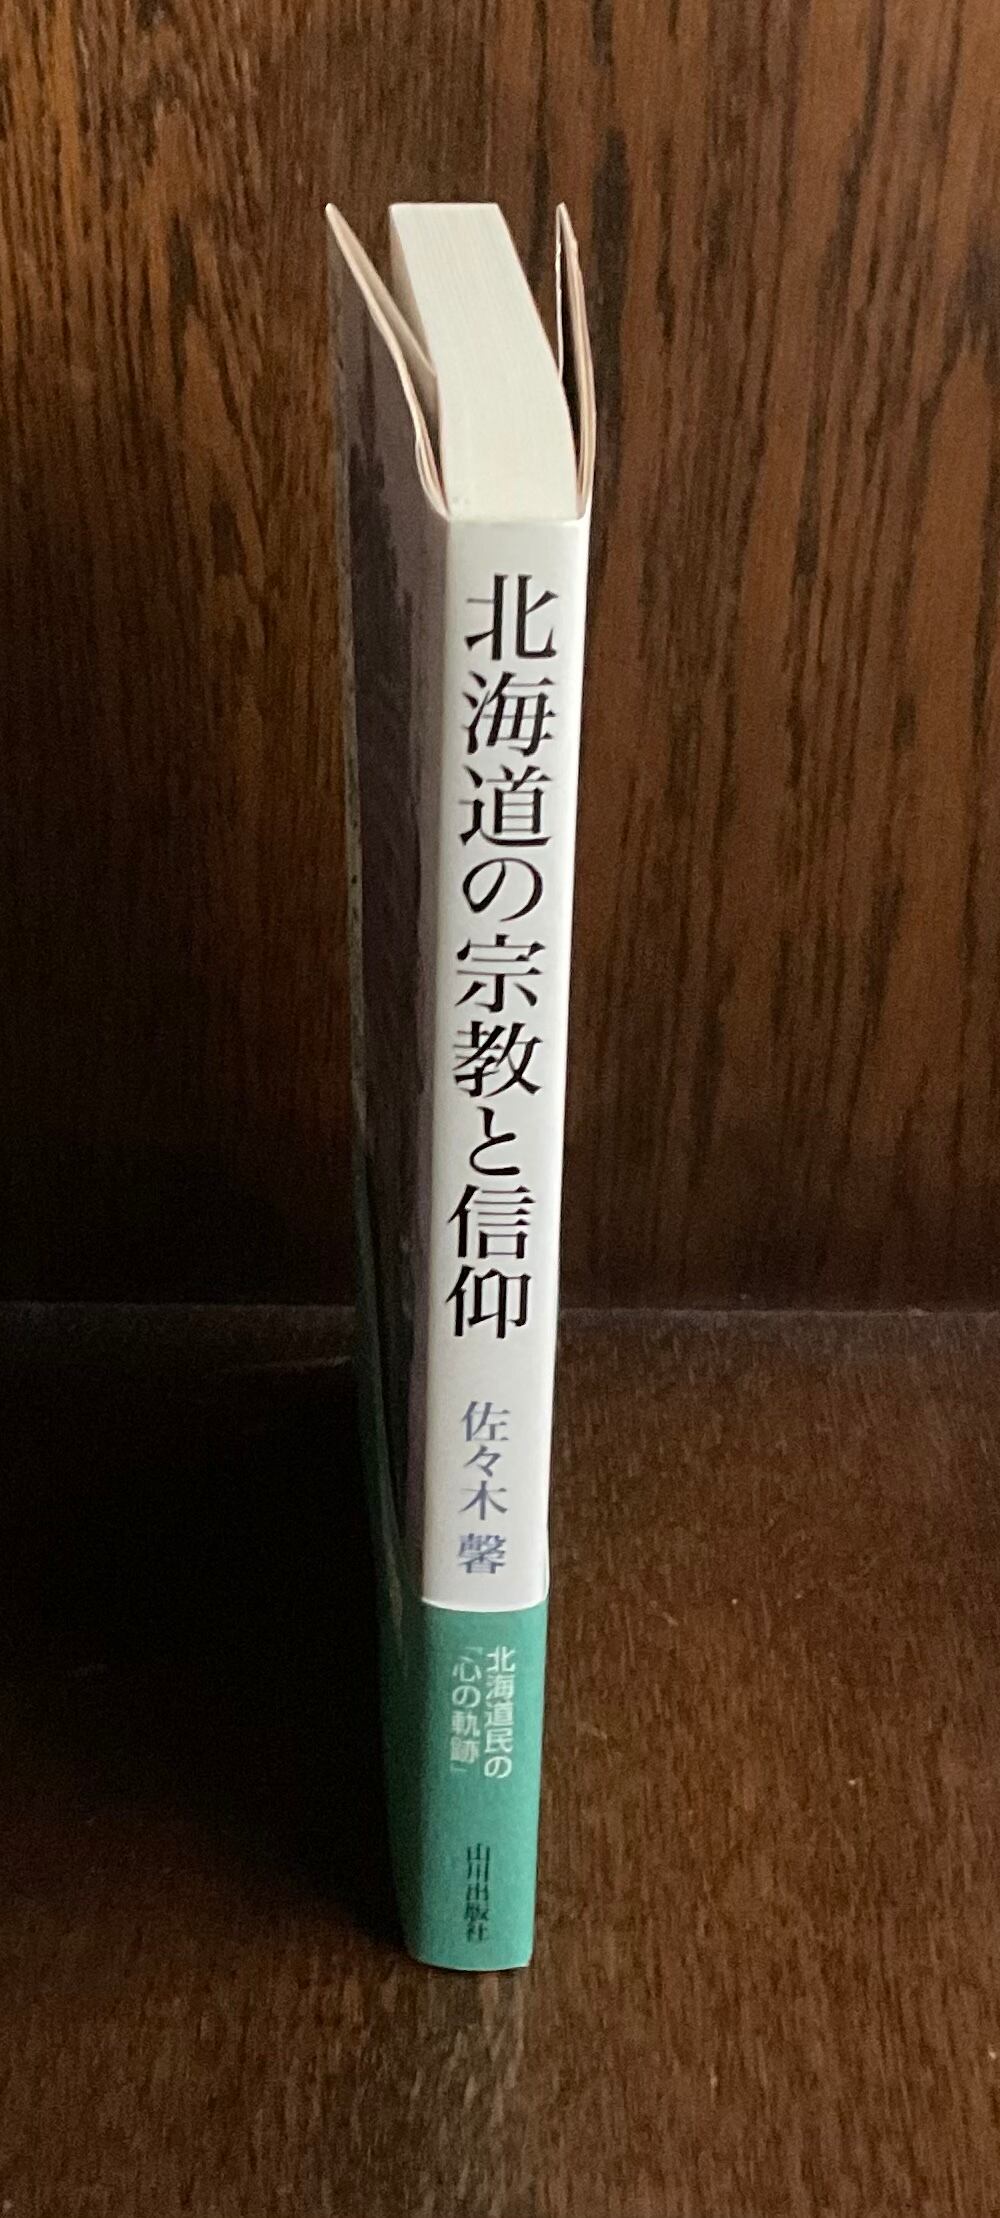 北海道の宗教と信仰
佐々木 馨
北海道民の
「心の軌跡」
山川出版社